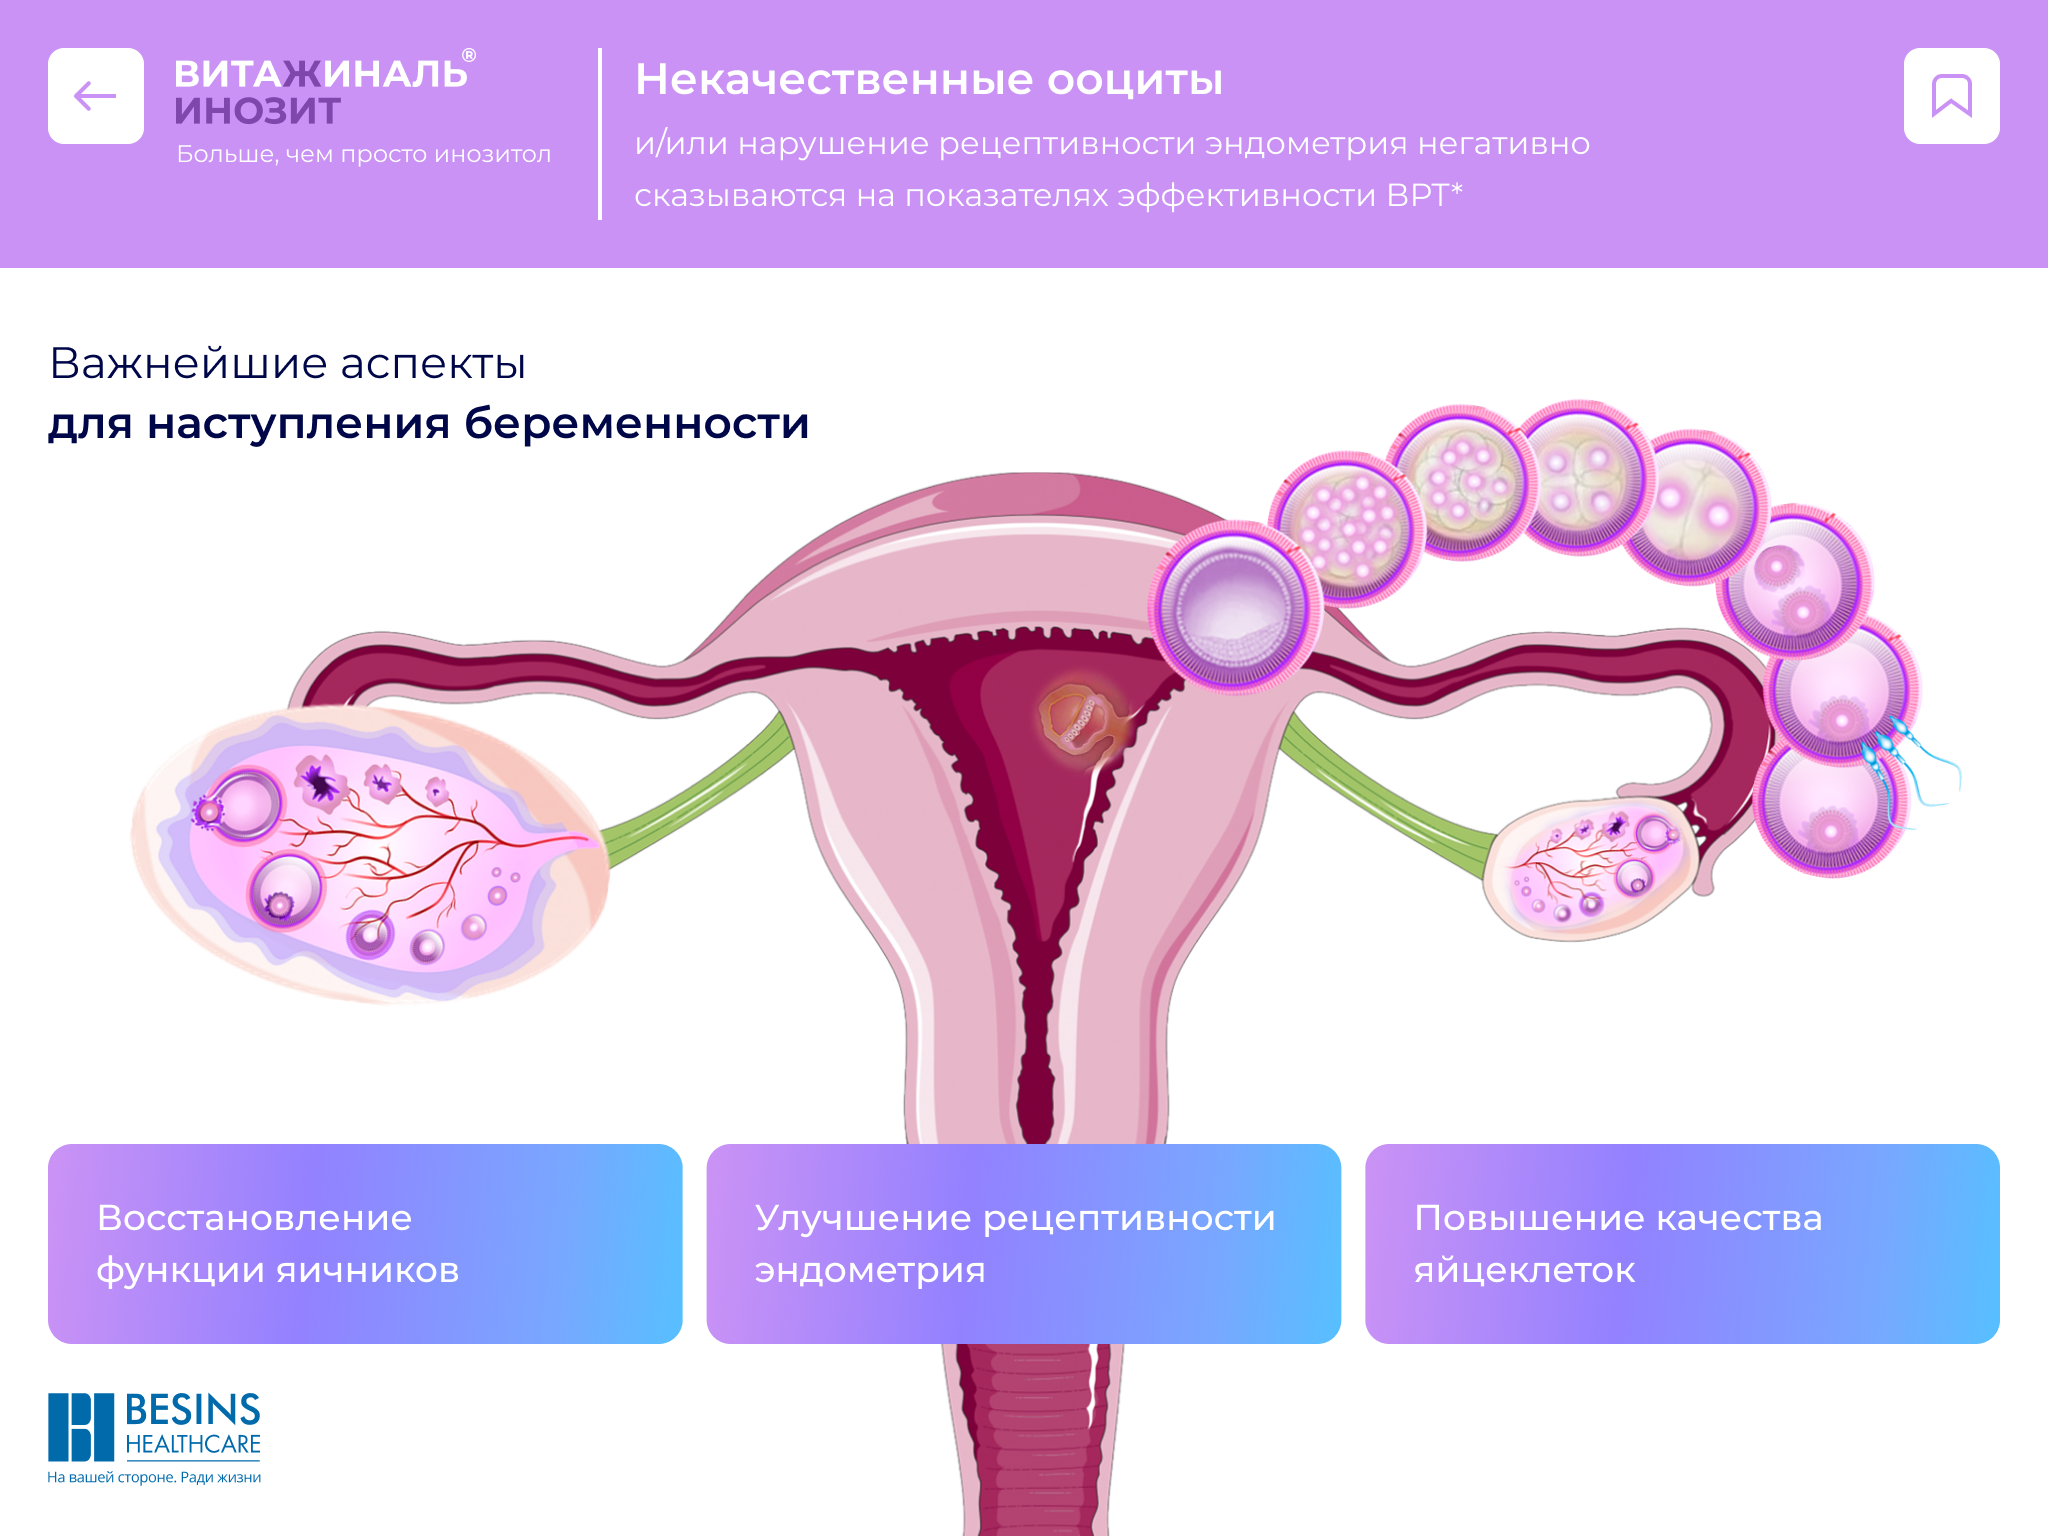 ВИТАЖИНАЛЬ®
ИНОЗИТ
Больше, чем просто инозитол
Некачественные ооциты
и/или нарушение рецептивности эндометрия негативно
сказываются на показателях эффективности ВРТ*
Важнейшие аспекты
для наступления беременности
Восстановление
функции яичников
Улучшение рецептивности
эндометрия
Повышение качества
яйцеклеток
BESINS
HEALTHCARE
На вашей стороне. Ради жизни